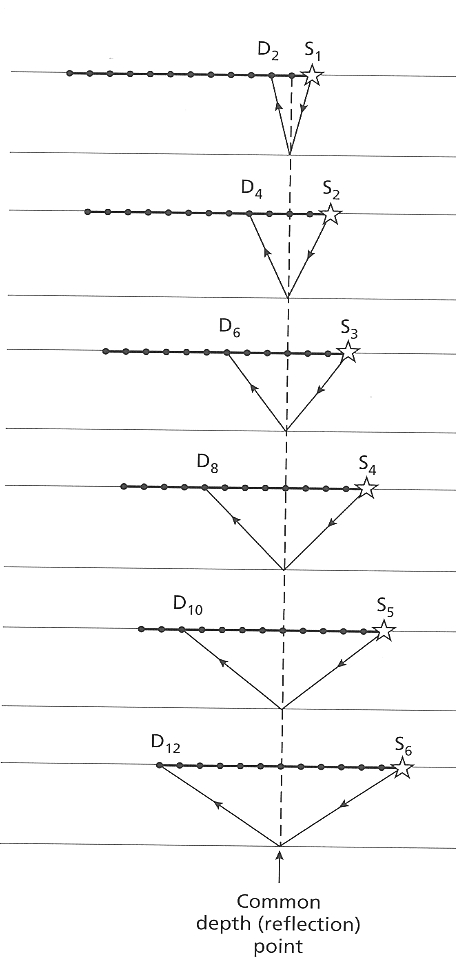 D2 S1
D4 S2
D6 S3
D8 S4
D10 S5
D12 S6
Common
depth (reflection)
point